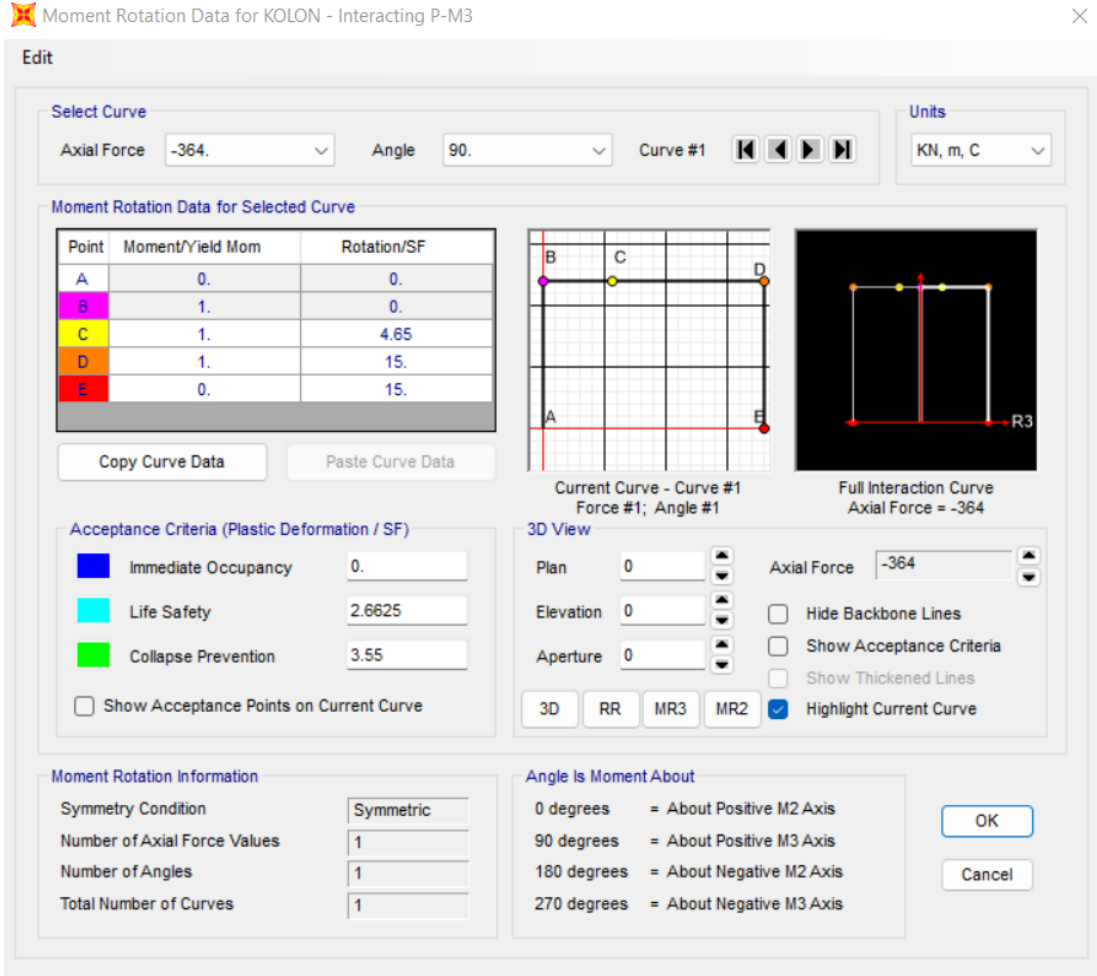 Moment Rotation Data for KOLON - Interacting P-M3
Edit
Select Curve
Axial Force -364. Angle 90. Curve #1
Units
KN, m, C
Moment Rotation Data for Selected Curve
Point Moment/Yield Mom Rotation/SF
A 0. 0.
B 1. 0.
C 1. 4.65
D 1. 15.
E 0. 15.
Copy Curve Data Paste Curve Data
B C D
A E
Current Curve - Curve #1
Force #1; Angle #1
R3
Full Interaction Curve
Axial Force = -364
Acceptance Criteria (Plastic Deformation / SF)
Immediate Occupancy 0.
Life Safety 2.6625
Collapse Prevention 3.55
Show Acceptance Points on Current Curve
3D View
Plan 0
Elevation 0
Aperture 0
3D RR MR3 MR2
Axial Force -364
Hide Backbone Lines
Show Acceptance Criteria
Show Thickened Lines
Highlight Current Curve
Moment Rotation Information
Symmetry Condition Symmetric
Number of Axial Force Values 1
Number of Angles 1
Total Number of Curves 1
Angle Is Moment About
0 degrees = About Positive M2 Axis
90 degrees = About Positive M3 Axis
180 degrees = About Negative M2 Axis
270 degrees = About Negative M3 Axis
OK
Cancel